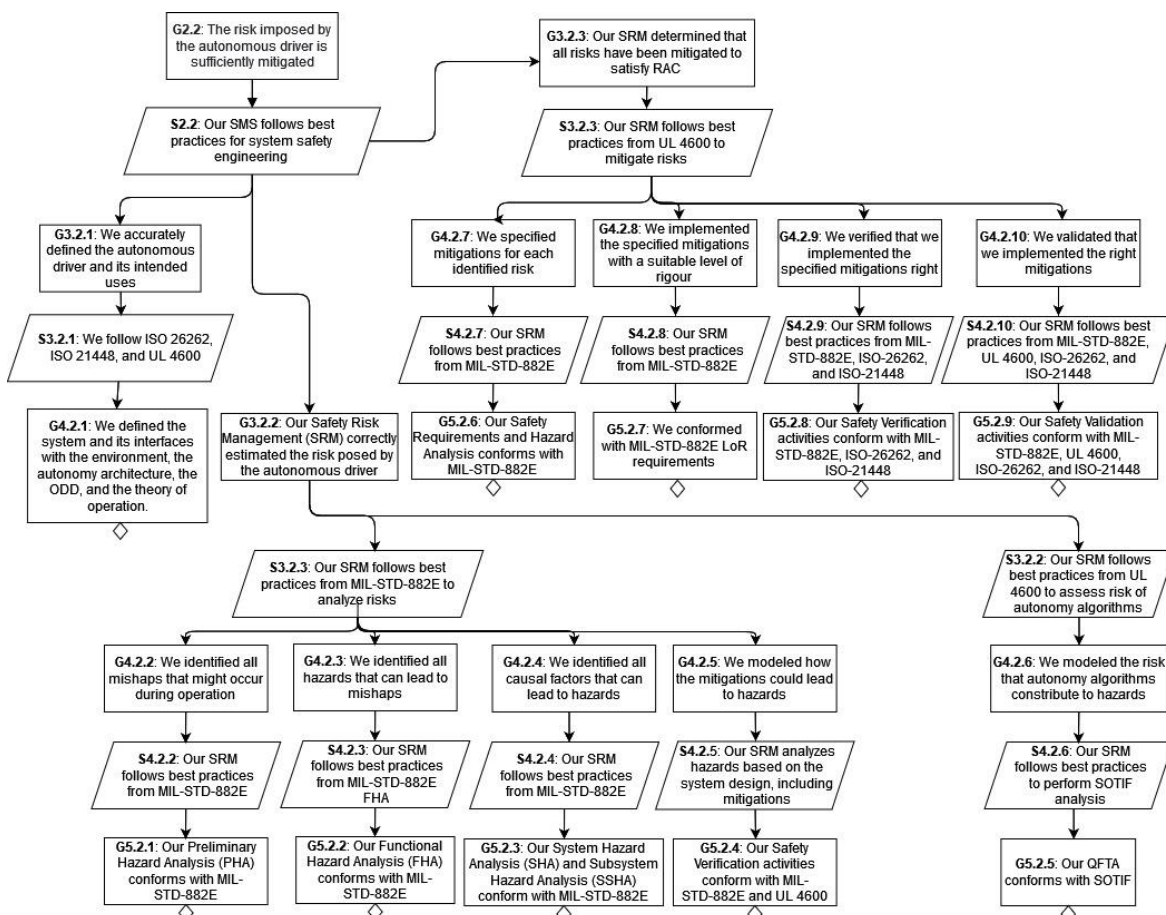 G2.2: The risk imposed
by the autonomous driver is
sufficiently mitigated
G3.2.3: Our SRM determined that
all risks have been mitigated to
satisfy RAC
S2.2: Our SMS follows best
practices for system safety
engineering
S3.2.3: Our SRM follows best
practices from UL 4600 to
mitigate risks
G3.2.1: We accurately
defined the autonomous
driver and its intended
uses
G4.2.7: We specified
mitigations for each
identified risk
G4.2.8: We implemented
the specified mitigations
with a suitable level of
rigour
G4.2.9: We verified that we
implemented the
specified mitigations right
G4.2.10: We validated that
we implemented the right
mitigations
S3.2.1: We follow ISO 26262,
ISO 21448, and UL 4600
S4.2.7: Our SRM
follows best practices
from MIL-STD-882E
S4.2.8: Our SRM
follows best practices
from MIL-STD-882E
S4.2.9: Our SRM follows
best practices from MIL-
STD-882E, ISO-26262,
and ISO-21448
S4.2.10: Our SRM follows best
practices from MIL-STD-882E,
UL 4600, ISO-26262, and
ISO-21448
G4.2.1: We defined the
system and its interfaces
with the environment, the
autonomy architecture, the
ODD, and the theory of
operation.
G3.2.2: Our Safety Risk
Management (SRM) correctly
estimated the risk posed by
the autonomous driver
G5.2.6: Our Safety
Requirements and Hazard
Analysis conforms with
MIL-STD-882E
G5.2.7: We
conformed with
MIL-STD-882E LoR
requirements
G5.2.8: Our Safety Verification
activities conform with MIL-
STD-882E, ISO-26262, and
ISO-21448
G5.2.9: Our Safety Validation
activities conform with MIL-
STD-882E, UL 4600,
ISO-26262, and ISO-21448
S3.2.3: Our SRM follows best
practices from MIL-STD-882E to
analyze risks
S3.2.2: Our SRM follows
best practices from UL
4600 to assess risk of
autonomy algorithms
G4.2.2: We identified all
mishaps that might occur
during operation
G4.2.3: We identified all
hazards that can lead to
mishaps
G4.2.4: We identified all
causal factors that can
lead to hazards
G4.2.5: We modeled how
the mitigations could lead
to hazards
G4.2.6: We modeled the risk
that autonomy algorithms
contribute to hazards
S4.2.2: Our SRM
follows best practices
from MIL-STD-882E
S4.2.3: Our SRM
follows best practices
from MIL-STD-882E
FHA
S4.2.4: Our SRM
follows best practices
from MIL-STD-882E
S4.2.5: Our SRM analyzes
hazards based on the
system design, including
mitigations
S4.2.6: Our SRM
follows best practices
to perform SOTIF
analysis
G5.2.1: Our Preliminary
Hazard Analysis (PHA)
conforms with MIL-
STD-882E
G5.2.2: Our Functional
Hazard Analysis (FHA)
conforms with MIL-
STD-882E
G5.2.3: Our System Hazard
Analysis (SHA) and Subsystem
Hazard Analysis (SSHA)
conform with MIL-STD-882E
G5.2.4: Our Safety
Verification activities
conform with MIL-
STD-882E and UL 4600
G5.2.5: Our QFTA
conforms with SOTIF